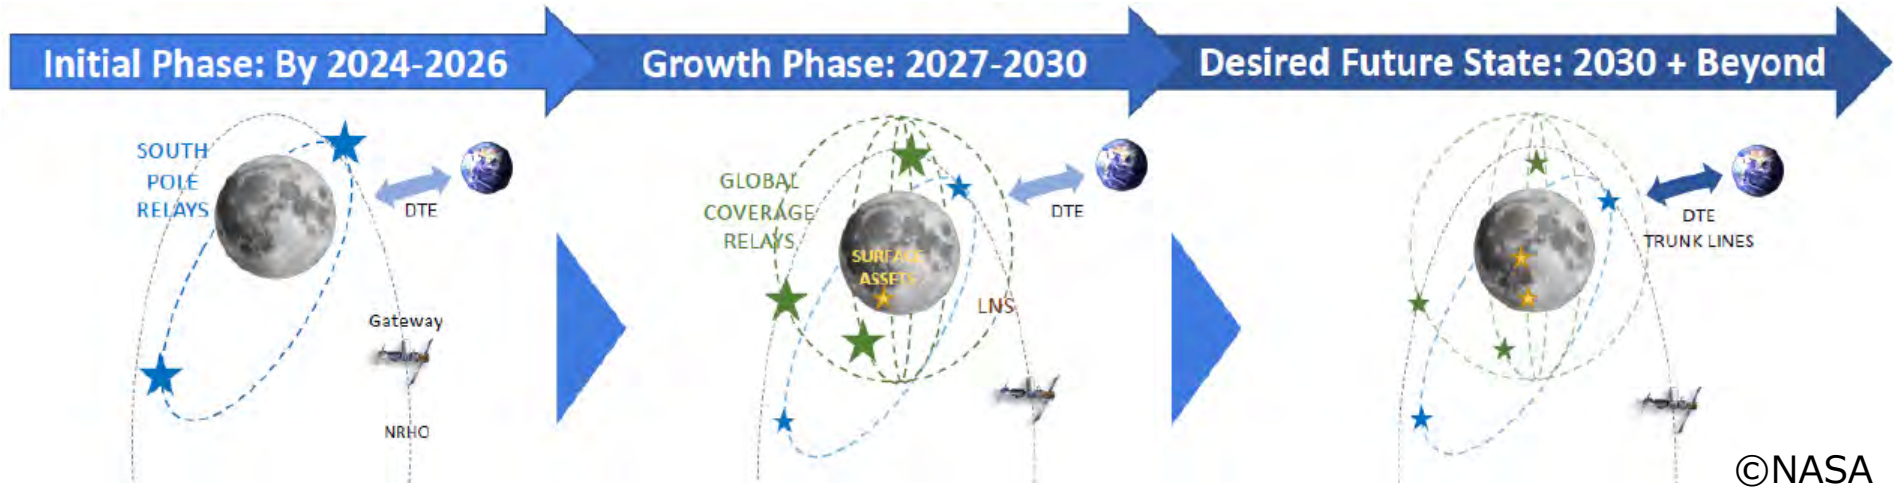 Initial Phase: By 2024-2026
Growth Phase: 2027-2030
Desired Future State: 2030 + Beyond
SOUTH
POLE
RELAYS
DTE
Gateway
NRHO
GLOBAL
COVERAGE
RELAYS
SURFACE
ASSETS
DTE
LNS
DTE
TRUNK LINES
©NASA